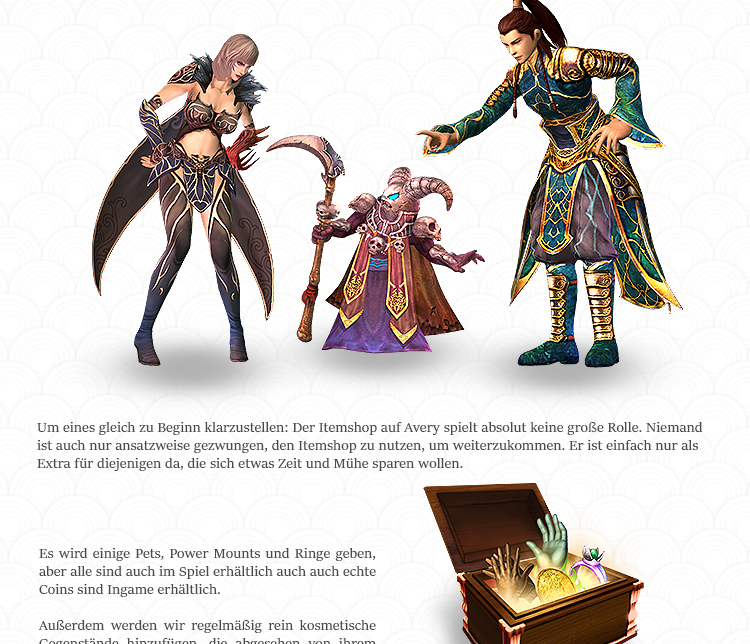 Um eines gleich zu Beginn klarzustellen: Der Itemshop auf Avery spielt absolut keine große Rolle. Niemand
ist auch nur ansatzweise gezwungen, den Itemshop zu nutzen, um weiterzukommen. Er ist einfach nur als
Extra für diejenigen da, die sich etwas Zeit und Mühe sparen wollen.
Es wird einige Pets, Power Mounts und Ringe geben,
aber alle sind auch im Spiel erhältlich auch auch echte
Coins sind Ingame erhältlich.
Außerdem werden wir regelmäßig rein kosmetische
Gegenstände hinzufügen, die abgesehen von ihrem